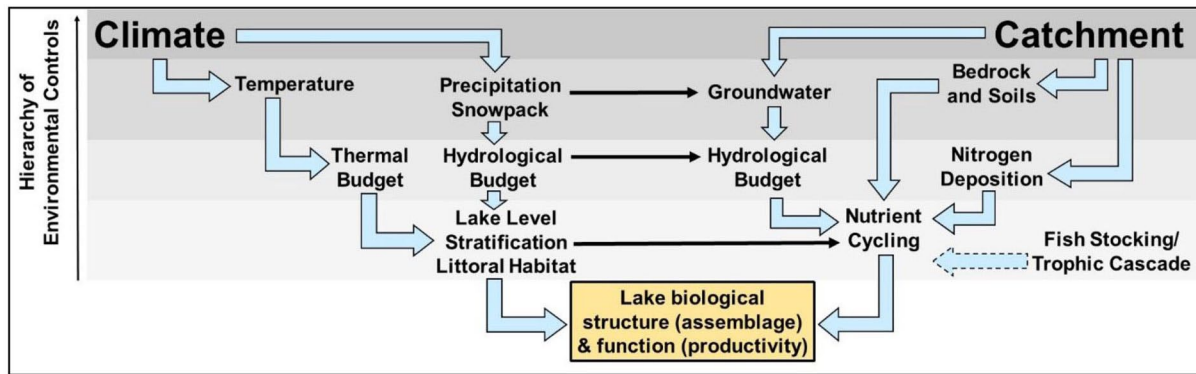 Hierarchy of
Environmental Controls
Climate
Catchment
Temperature
Precipitation
Snowpack
Groundwater
Bedrock
and Soils
Thermal
Budget
Hydrological
Budget
Hydrological
Budget
Nitrogen
Deposition
Lake Level
Stratification
Littoral Habitat
Nutrient
Cycling
Fish Stocking/
Trophic Cascade
Lake biological
structure (assemblage)
& function (productivity)